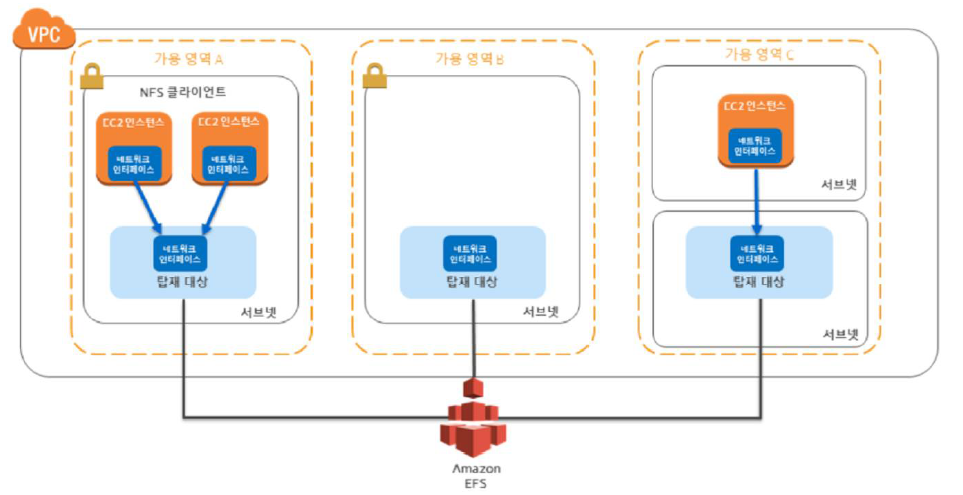 VPC
가용 영역 A
가용 영역 B
가용 영역 C
NFS 클라이언트
EC2 인스턴스
EC2 인스턴스
EC2 인스턴스
네트워크
인터페이스
네트워크
인터페이스
네트워크
인터페이스
서브넷
네트워크
인터페이스
탑재 대상
서브넷
네트워크
인터페이스
탑재 대상
서브넷
네트워크
인터페이스
탑재 대상
서브넷
Amazon
EFS